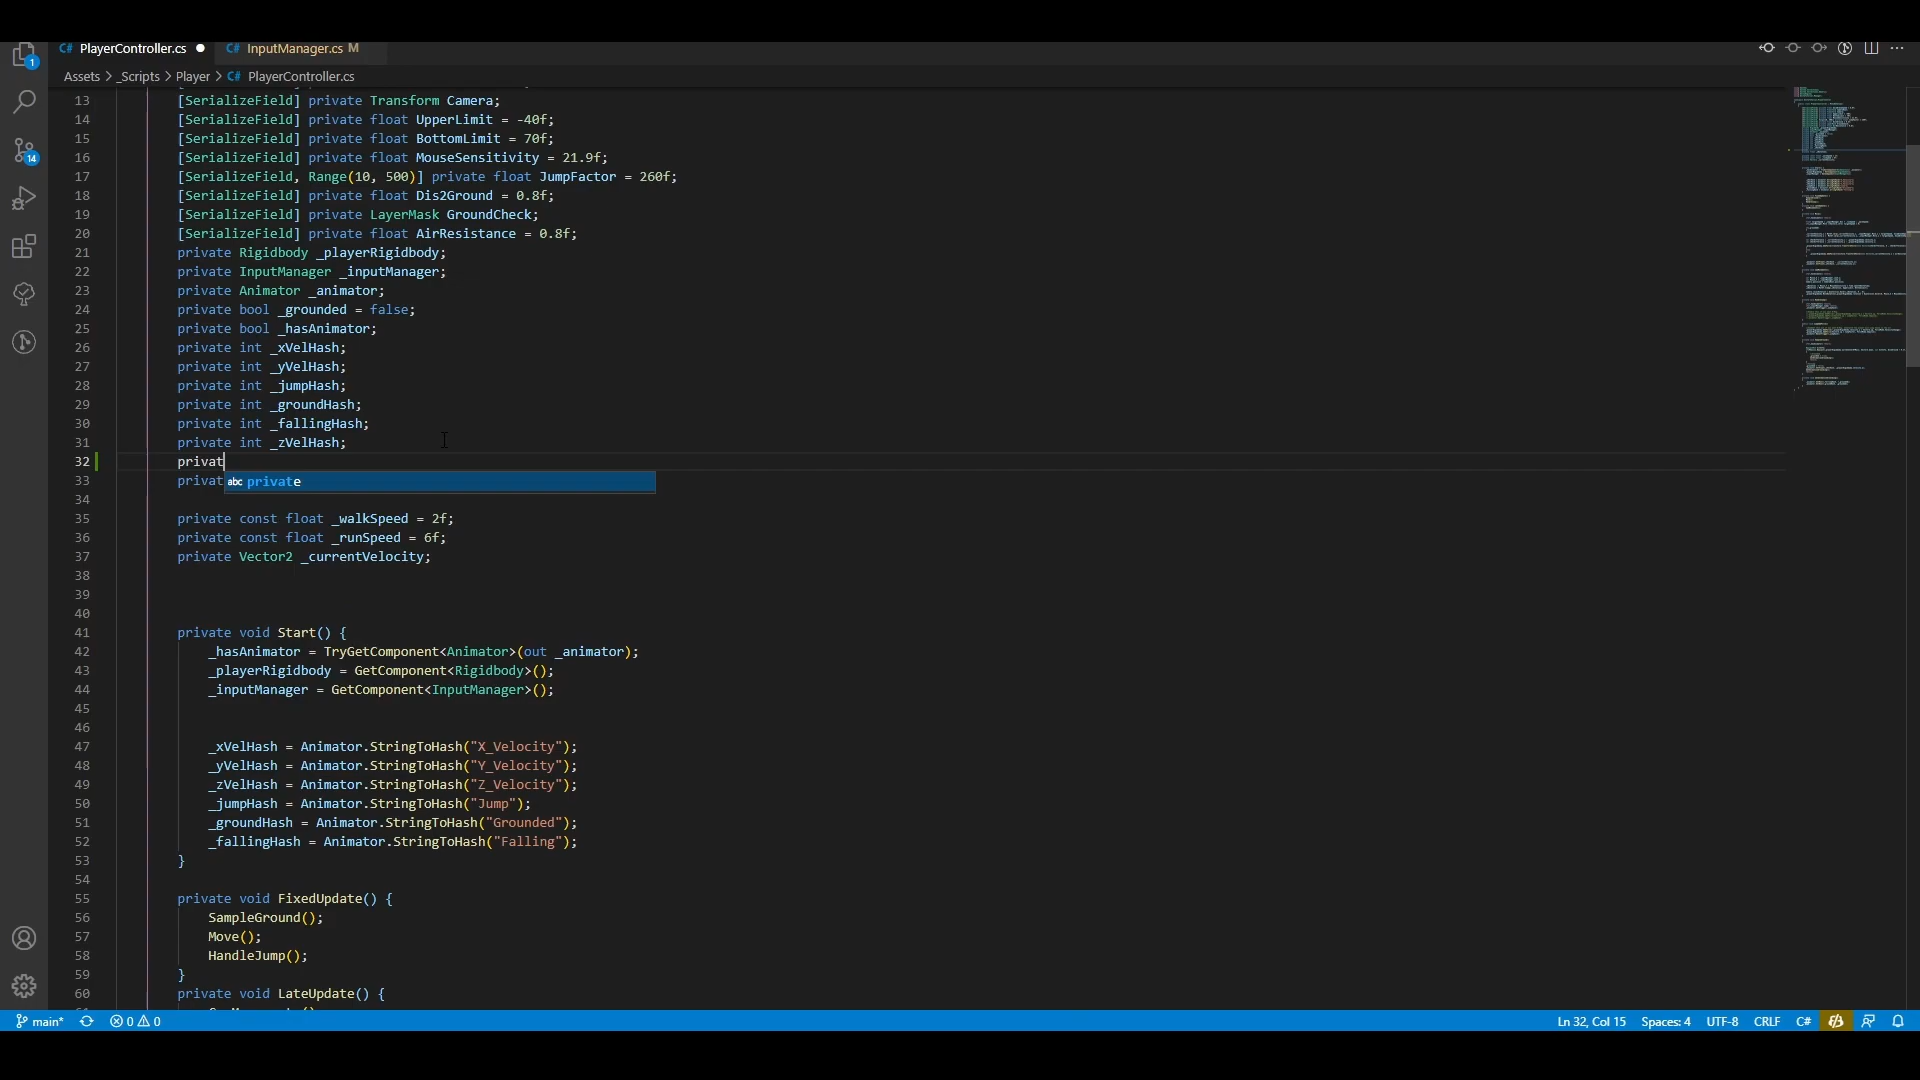 PlayerController.cs
InputManager.cs M
Assets > _Scripts > Player > C# PlayerController.cs
1
14
13 [SerializeField] private Transform Camera;
14 [SerializeField] private float UpperLimit = -40f;
15 [SerializeField] private float BottomLimit = 70f;
16 [SerializeField] private float MouseSensitivity = 21.9f;
17 [SerializeField, Range(10, 500)] private float JumpFactor = 260f;
18 [SerializeField] private float Dis2Ground = 0.8f;
19 [SerializeField] private LayerMask GroundCheck;
20 [SerializeField] private float AirResistance = 0.8f;
21 private Rigidbody _playerRigidbody;
22 private InputManager _inputManager;
23 private Animator _animator;
24 private bool _grounded = false;
25 private bool _hasAnimator;
26 private int _xVelHash;
27 private int _yVelHash;
28 private int _jumpHash;
29 private int _groundHash;
30 private int _fallingHash;
31 private int _zVelHash;
32 privat
33 privat abc private
34
35 private const float _walkSpeed = 2f;
36 private const float _runSpeed = 6f;
37 private Vector2 _currentVelocity;
38
39
40
41 private void Start() {
42 _hasAnimator = TryGetComponent<Animator>(out _animator);
43 _playerRigidbody = GetComponent<Rigidbody>();
44 _inputManager = GetComponent<InputManager>();
45
46
47 _xVelHash = Animator.StringToHash("X_Velocity");
48 _yVelHash = Animator.StringToHash("Y_Velocity");
49 _zVelHash = Animator.StringToHash("Z_Velocity");
50 _jumpHash = Animator.StringToHash("Jump");
51 _groundHash = Animator.StringToHash("Grounded");
52 _fallingHash = Animator.StringToHash("Falling");
53 }
54
55 private void FixedUpdate() {
56 SampleGround();
57 Move();
58 HandleJump();
59 }
60 private void LateUpdate() {
main* 0 0 Ln 32, Col 15 Spaces: 4 UTF-8 CRLF C#